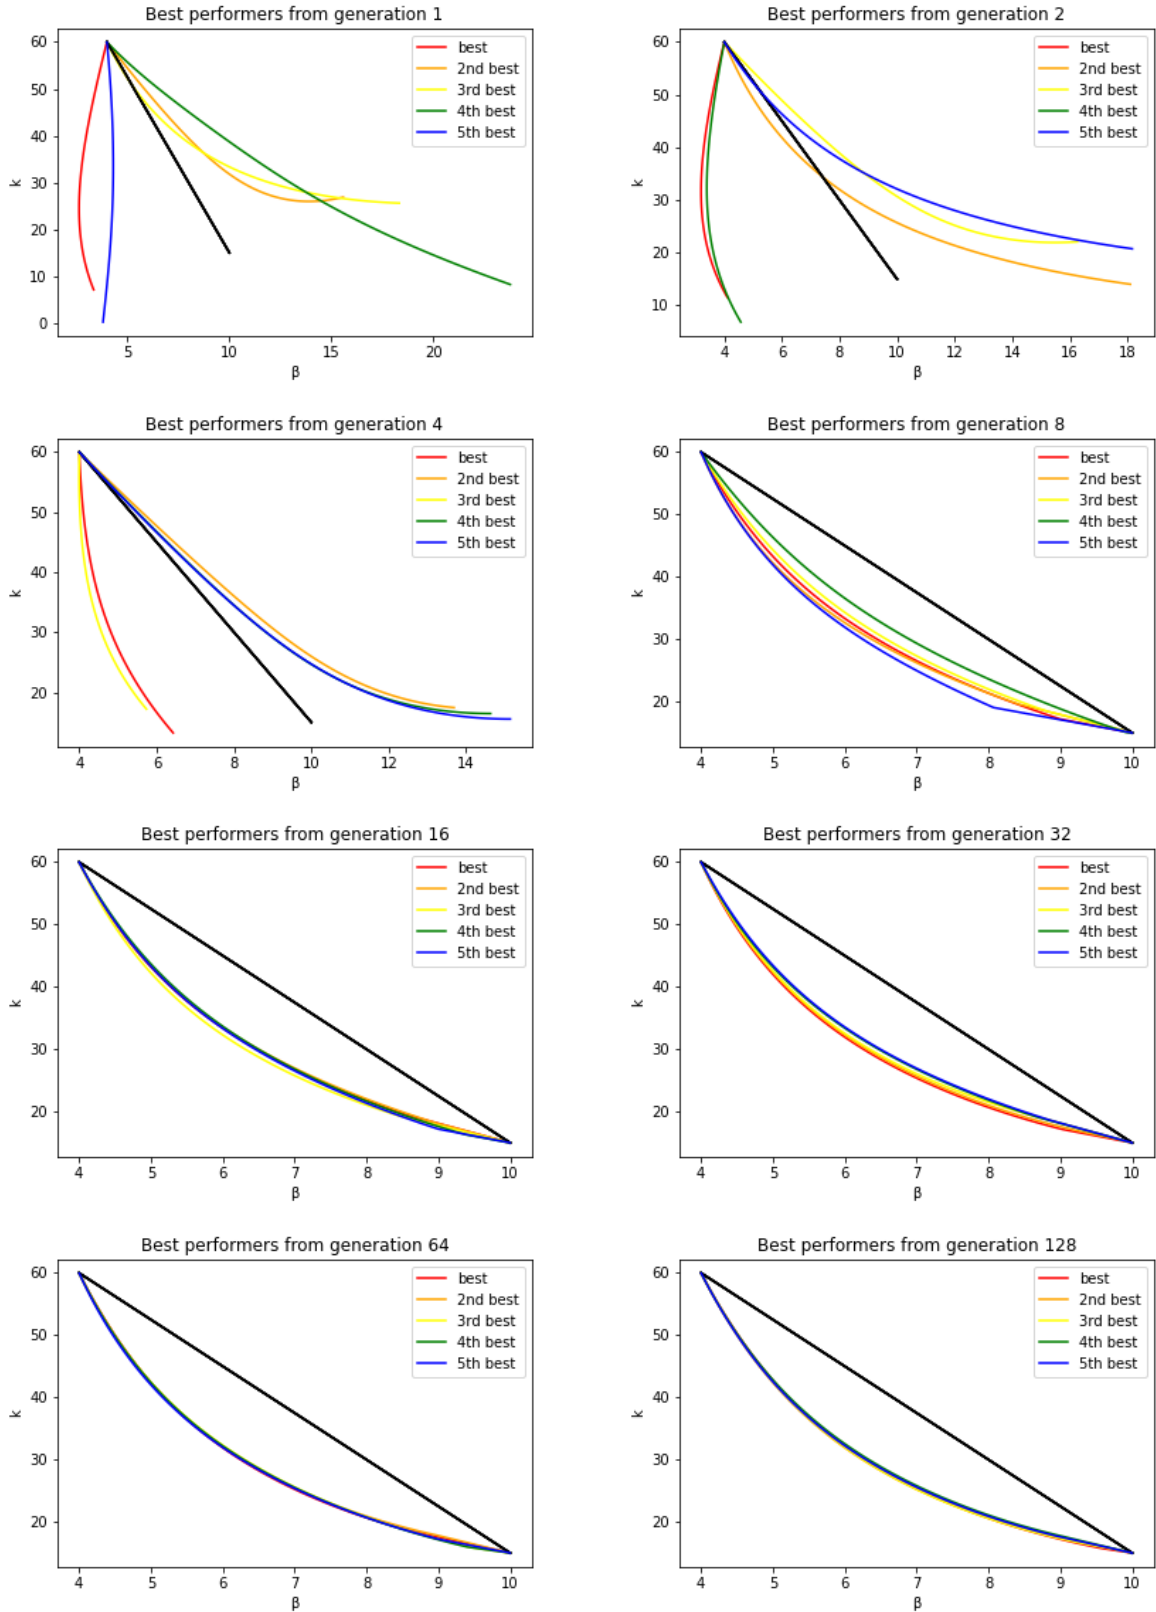 Best performers from generation 1
60
50
40
30
20
10
0
k
5
10
15
20
β
best
2nd best
3rd best
4th best
5th best
Best performers from generation 2
60
50
40
30
20
10
k
4
6
8
10
12
14
16
18
β
best
2nd best
3rd best
4th best
5th best
Best performers from generation 4
60
50
40
30
20
k
4
6
8
10
12
14
β
best
2nd best
3rd best
4th best
5th best
Best performers from generation 8
60
50
40
30
20
k
4
5
6
7
8
9
10
β
best
2nd best
3rd best
4th best
5th best
Best performers from generation 16
60
50
40
30
20
k
4
5
6
7
8
9
10
β
best
2nd best
3rd best
4th best
5th best
Best performers from generation 32
60
50
40
30
20
k
4
5
6
7
8
9
10
β
best
2nd best
3rd best
4th best
5th best
Best performers from generation 64
60
50
40
30
20
k
4
5
6
7
8
9
10
β
best
2nd best
3rd best
4th best
5th best
Best performers from generation 128
60
50
40
30
20
k
4
5
6
7
8
9
10
β
best
2nd best
3rd best
4th best
5th best